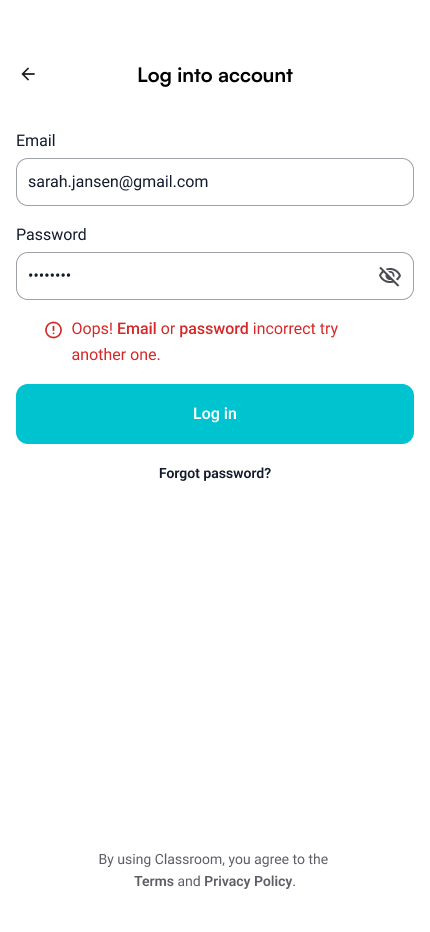 Log into account
Email
sarah.jansen@gmail.com
Password
••••••••
Oops! Email or password incorrect try
another one.
Log in
Forgot password?
By using Classroom, you agree to the
Terms and Privacy Policy.